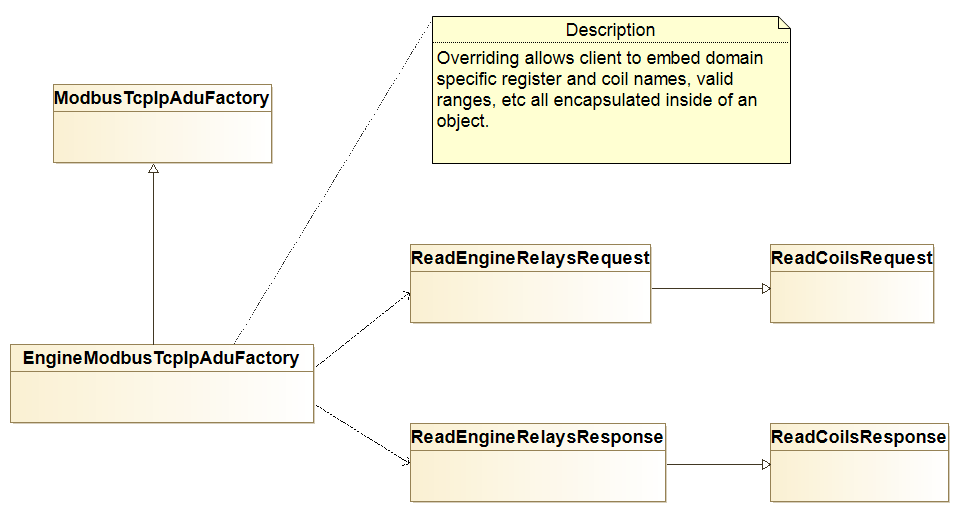 Description
Overriding allows client to embed domain
specific register and coil names, valid
ranges, etc all encapsulated inside of an
object.
ModbusTcpIpAduFactory
ReadEngineRelaysRequest
ReadCoilsRequest
EngineModbusTcpIpAduFactory
ReadEngineRelaysResponse
ReadCoilsResponse